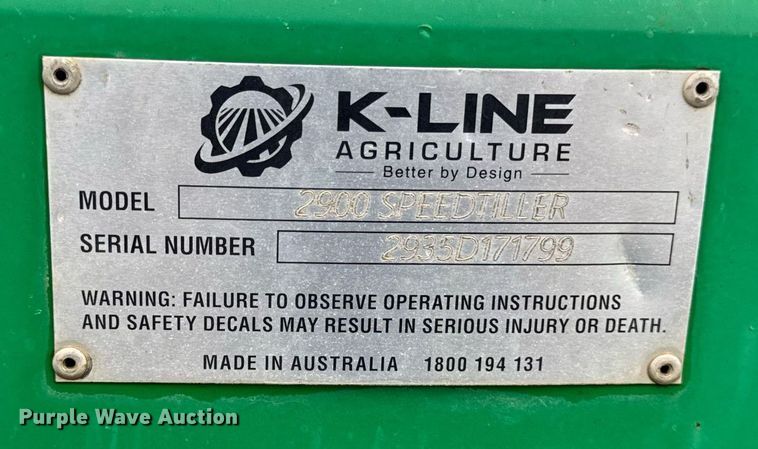 K-LINE
AGRICULTURE
Better by Design
MODEL 2900 SPEEDTILLER
SERIAL NUMBER 2935D171799
WARNING: FAILURE TO OBSERVE OPERATING INSTRUCTIONS
AND SAFETY DECALS MAY RESULT IN SERIOUS INJURY OR DEATH.
MADE IN AUSTRALIA 1800 194 131
Purple Wave Auction